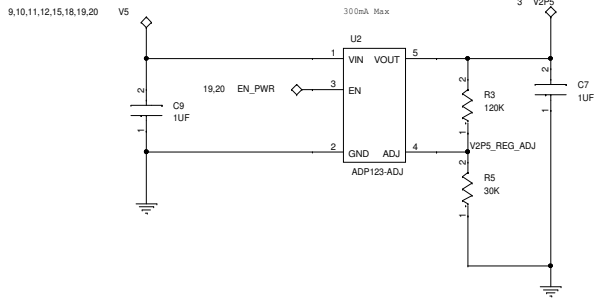 3 V2P5
9,10,11,12,15,18,19,20 V5
300mA Max
U2
1 VIN VOUT 5
3 EN
19,20 EN_PWR
2 GND ADJ 4
ADP123-ADJ
2
C9
1UF
1
2
R3
120K
1
2
C7
1UF
1
V2P5_REG_ADJ
2
R5
30K
1